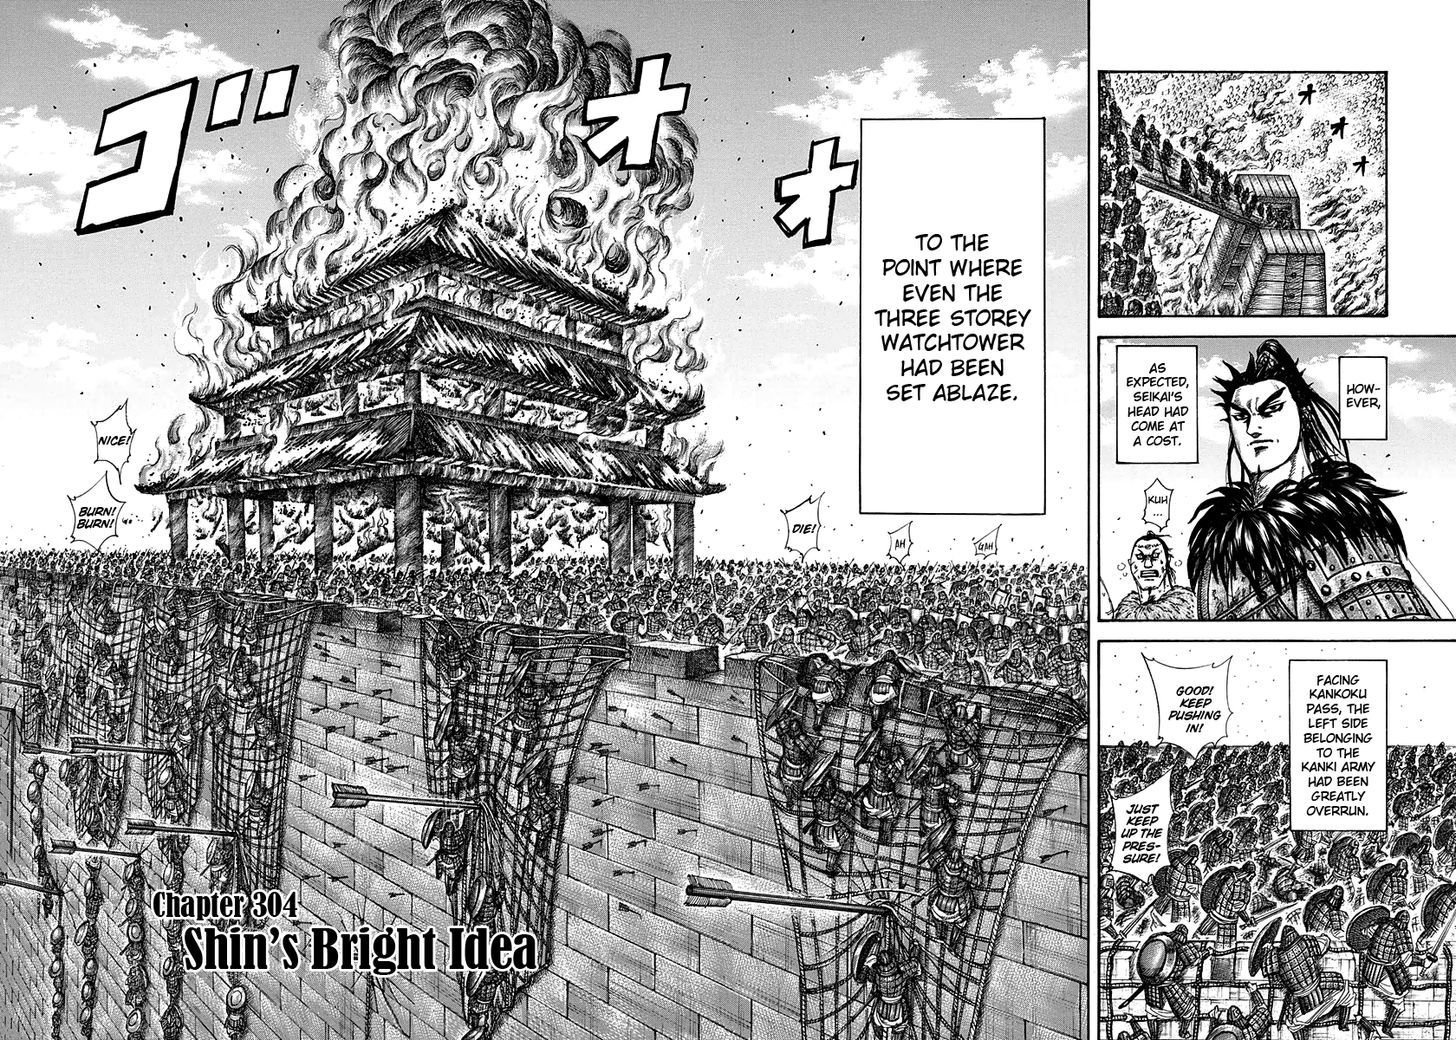 オ
オ
オ
HOW-
EVER,
AS
EXPECTED,
SEIKAI'S
HEAD HAD
COME AT
A COST.
KUH
...
FACING
KANKOKU
PASS, THE
LEFT SIDE
BELONGING
TO THE
KANKI ARMY
HAD BEEN
GREATLY
OVERRUN.
GOOD!
KEEP
PUSHING
IN!
JUST
KEEP
UP THE
PRES-
SURE!
TO THE
POINT WHERE
EVEN THE
THREE STOREY
WATCHTOWER
HAD BEEN
SET ABLAZE.
ゴオオ
GAH
AH
DIE!
NICE!
BURN!
BURN!
Chapter 304
Shin's Bright Idea